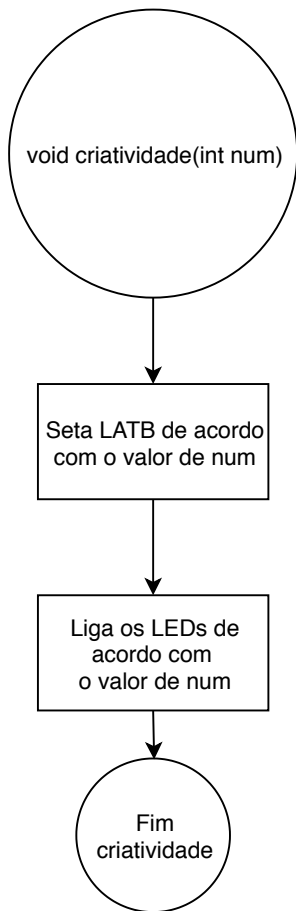 void criatividade(int num)
Seta LATB de acordo
com o valor de num
Liga os LEDs de
acordo com
o valor de num
Fim
criatividade